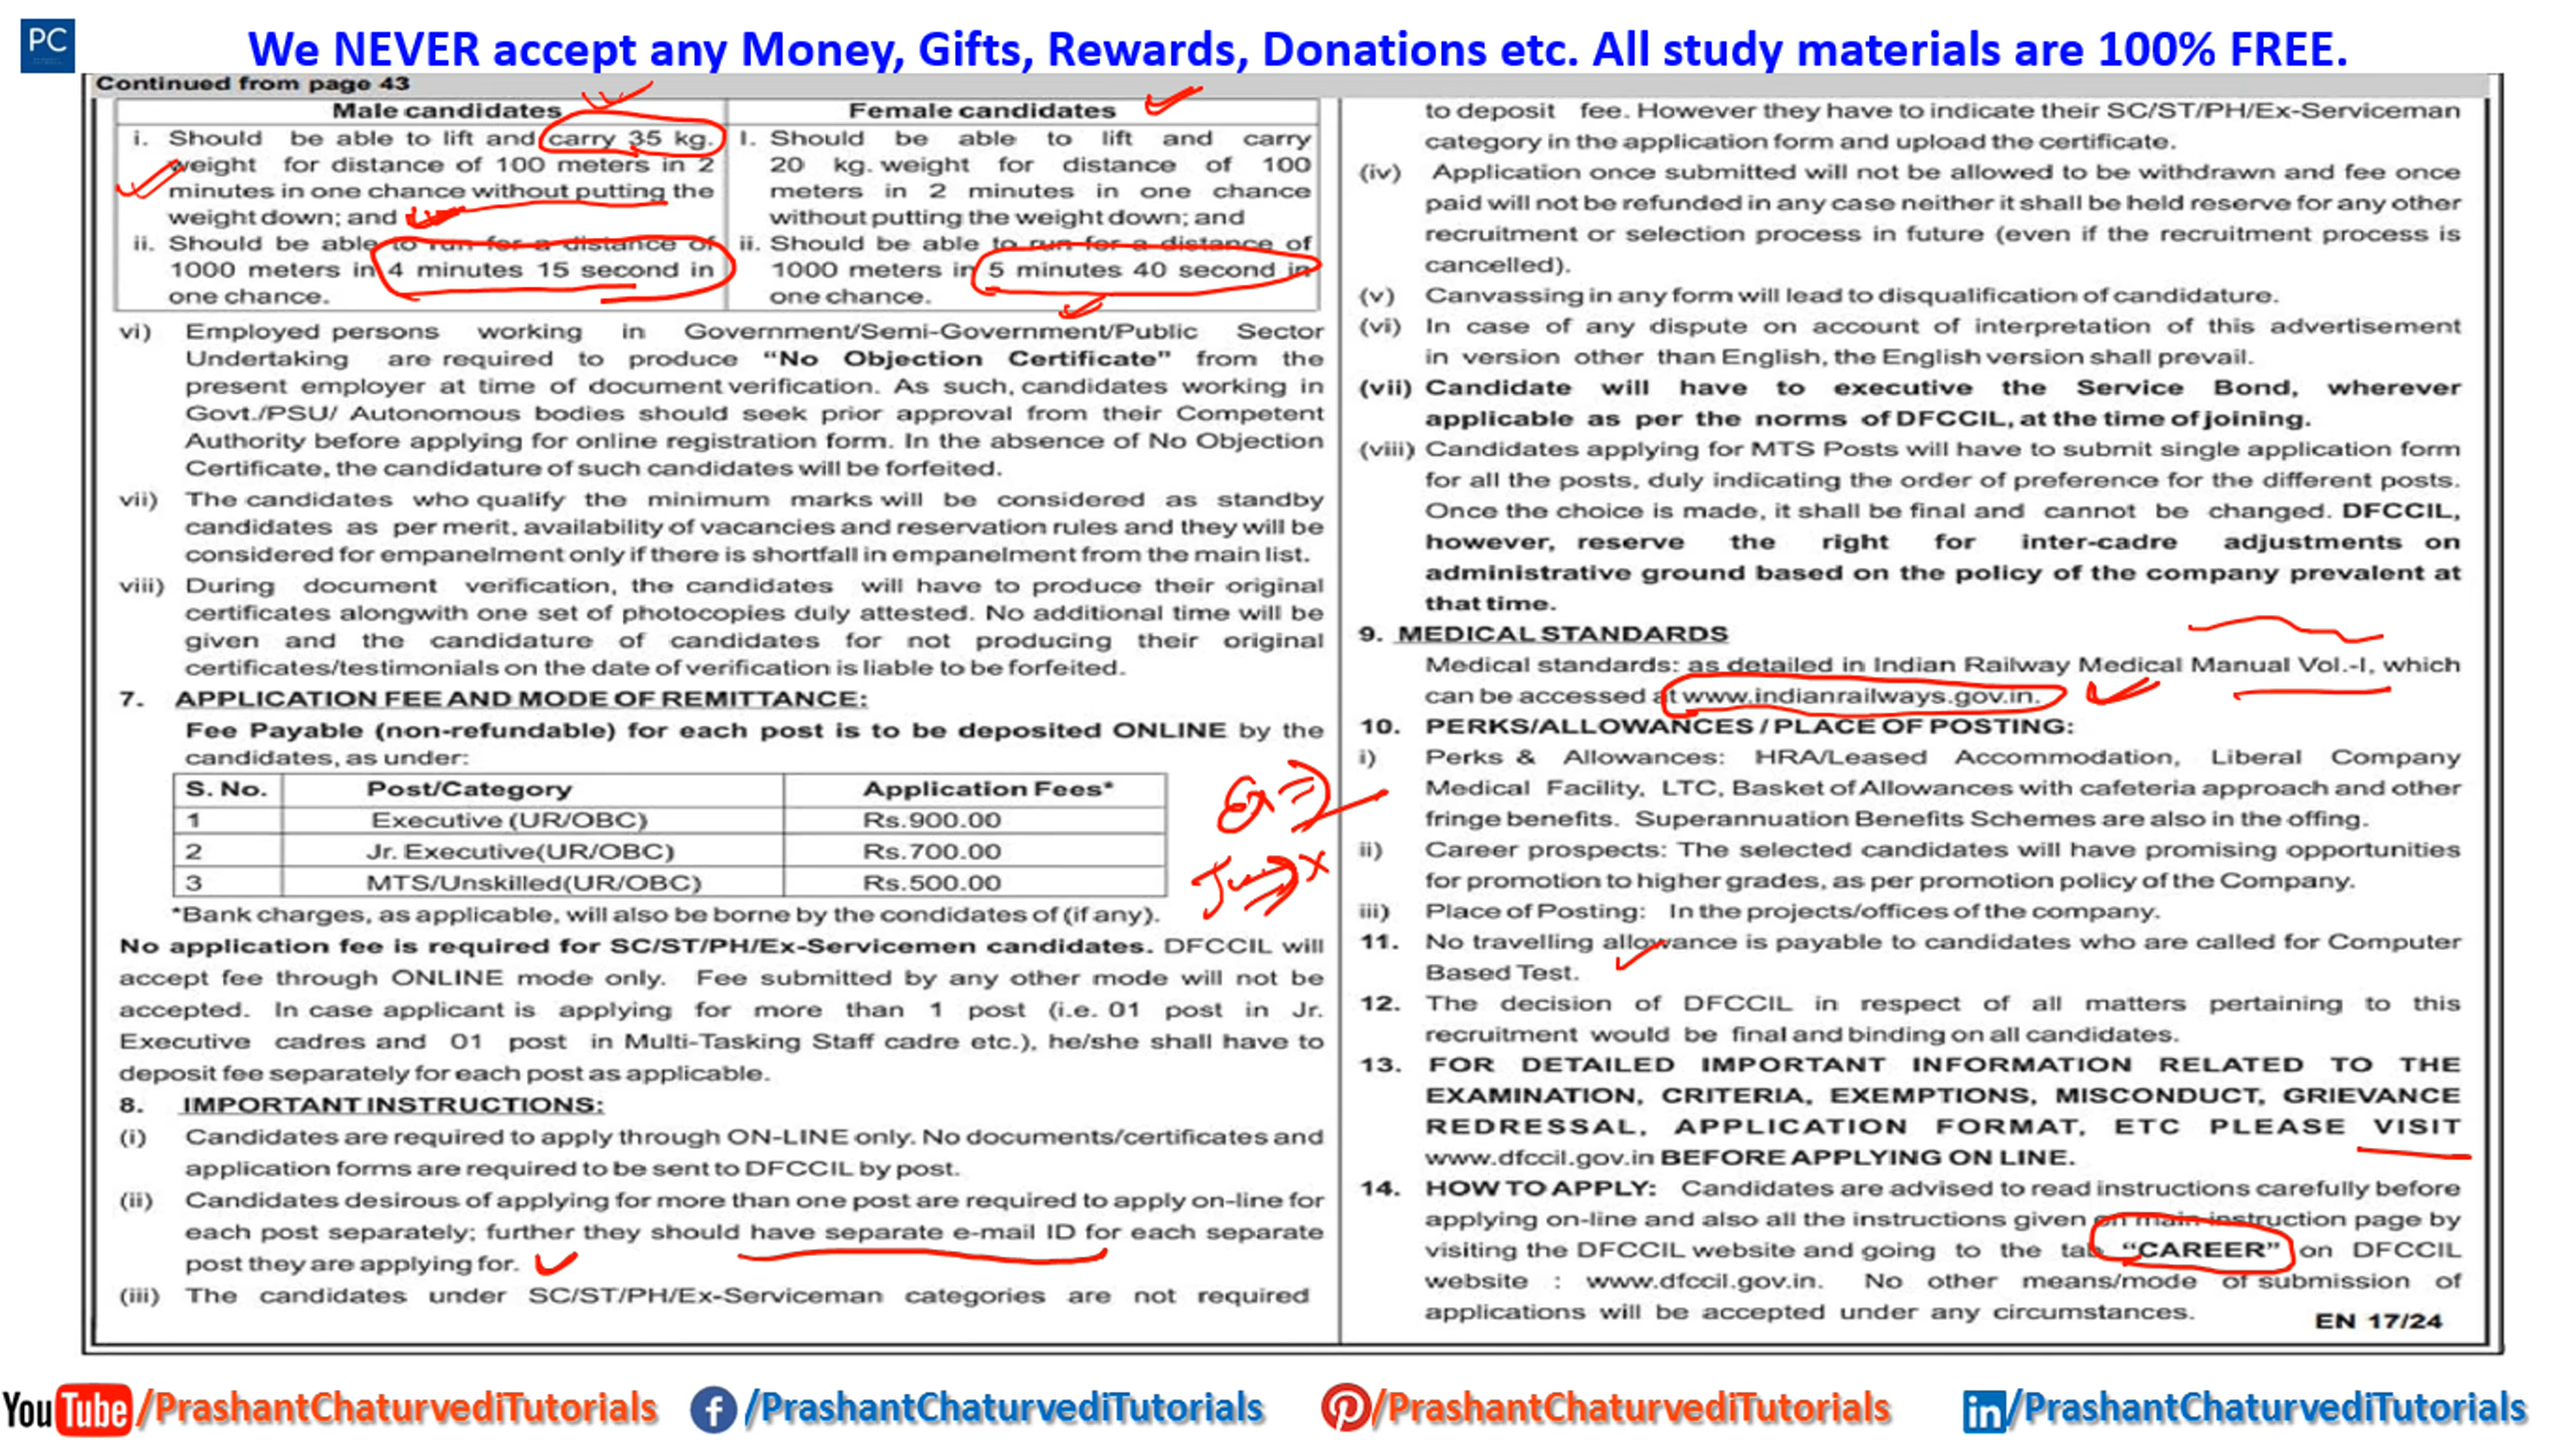 PC
We NEVER accept any Money, Gifts, Rewards, Donations etc. All study materials are 100% FREE.
Continued from page 43
Male candidates
i. Should be able to lift and carry 35 kg.
weight for distance of 100 meters in 2
minutes in one chance without putting the
weight down; and
ii. Should be able to run for a distance of
1000 meters in 4 minutes 15 second in
one chance.
Female candidates
I. Should be able to lift and carry
20 kg. weight for distance of 100
meters in 2 minutes in one chance
without putting the weight down; and
ii. Should be able to run for a distance of
1000 meters in 5 minutes 40 second in
one chance.
vi) Employed persons working in Government/Semi-Government/Public Sector
Undertaking are required to produce “No Objection Certificate” from the
present employer at time of document verification. As such, candidates working in
Govt./PSU/ Autonomous bodies should seek prior approval from their Competent
Authority before applying for online registration form. In the absence of No Objection
Certificate, the candidature of such candidates will be forfeited.
vii) The candidates who qualify the minimum marks will be considered as standby
candidates as per merit, availability of vacancies and reservation rules and they will be
considered for empanelment only if there is shortfall in empanelment from the main list.
viii) During document verification, the candidates will have to produce their original
certificates alongwith one set of photocopies duly attested. No additional time will be
given and the candidature of candidates for not producing their original
certificates/testimonials on the date of verification is liable to be forfeited.
7. APPLICATION FEE AND MODE OF REMITTANCE:
Fee Payable (non-refundable) for each post is to be deposited ONLINE by the
candidates, as under:
S. No. Post/Category Application Fees*
1 Executive (UR/OBC) Rs.900.00
2 Jr. Executive(UR/OBC) Rs.700.00
3 MTS/Unskilled(UR/OBC) Rs.500.00
*Bank charges, as applicable, will also be borne by the condidates of (if any).
No application fee is required for SC/ST/PH/Ex-Servicemen candidates. DFCCIL will
accept fee through ONLINE mode only. Fee submitted by any other mode will not be
accepted. In case applicant is applying for more than 1 post (i.e. 01 post in Jr.
Executive cadres and 01 post in Multi-Tasking Staff cadre etc.), he/she shall have to
deposit fee separately for each post as applicable.
8. IMPORTANT INSTRUCTIONS:
(i) Candidates are required to apply through ON-LINE only. No documents/certificates and
application forms are required to be sent to DFCCIL by post.
(ii) Candidates desirous of applying for more than one post are required to apply on-line for
each post separately; further they should have separate e-mail ID for each separate
post they are applying for.
(iii) The candidates under SC/ST/PH/Ex-Serviceman categories are not required
to deposit fee. However they have to indicate their SC/ST/PH/Ex-Serviceman
category in the application form and upload the certificate.
(iv) Application once submitted will not be allowed to be withdrawn and fee once
paid will not be refunded in any case neither it shall be held reserve for any other
recruitment or selection process in future (even if the recruitment process is
cancelled).
(v) Canvassing in any form will lead to disqualification of candidature.
(vi) In case of any dispute on account of interpretation of this advertisement
in version other than English, the English version shall prevail.
(vii) Candidate will have to executive the Service Bond, wherever
applicable as per the norms of DFCCIL, at the time of joining.
(viii) Candidates applying for MTS Posts will have to submit single application form
for all the posts, duly indicating the order of preference for the different posts.
Once the choice is made, it shall be final and cannot be changed. DFCCIL,
however, reserve the right for inter-cadre adjustments on
administrative ground based on the policy of the company prevalent at
that time.
9. MEDICAL STANDARDS
Medical standards: as detailed in Indian Railway Medical Manual Vol.-I, which
can be accessed at www.indianrailways.gov.in.
10. PERKS/ALLOWANCES / PLACE OF POSTING:
i) Perks & Allowances: HRA/Leased Accommodation, Liberal Company
Medical Facility, LTC, Basket of Allowances with cafeteria approach and other
fringe benefits. Superannuation Benefits Schemes are also in the offing.
ii) Career prospects: The selected candidates will have promising opportunities
for promotion to higher grades, as per promotion policy of the Company.
iii) Place of Posting: In the projects/offices of the company.
11. No travelling allowance is payable to candidates who are called for Computer
Based Test.
12. The decision of DFCCIL in respect of all matters pertaining to this
recruitment would be final and binding on all candidates.
13. FOR DETAILED IMPORTANT INFORMATION RELATED TO THE
EXAMINATION, CRITERIA, EXEMPTIONS, MISCONDUCT, GRIEVANCE
REDRESSAL, APPLICATION FORMAT, ETC PLEASE VISIT
www.dfccil.gov.in BEFORE APPLYING ON LINE.
14. HOW TO APPLY: Candidates are advised to read instructions carefully before
applying on-line and also all the instructions given on main instruction page by
visiting the DFCCIL website and going to the tab “CAREER” on DFCCIL
website : www.dfccil.gov.in. No other means/mode of submission of
applications will be accepted under any circumstances.
EN 17/24
YouTube/PrashantChaturvediTutorials
/PrashantChaturvediTutorials
/PrashantChaturvediTutorials
in/PrashantChaturvediTutorials